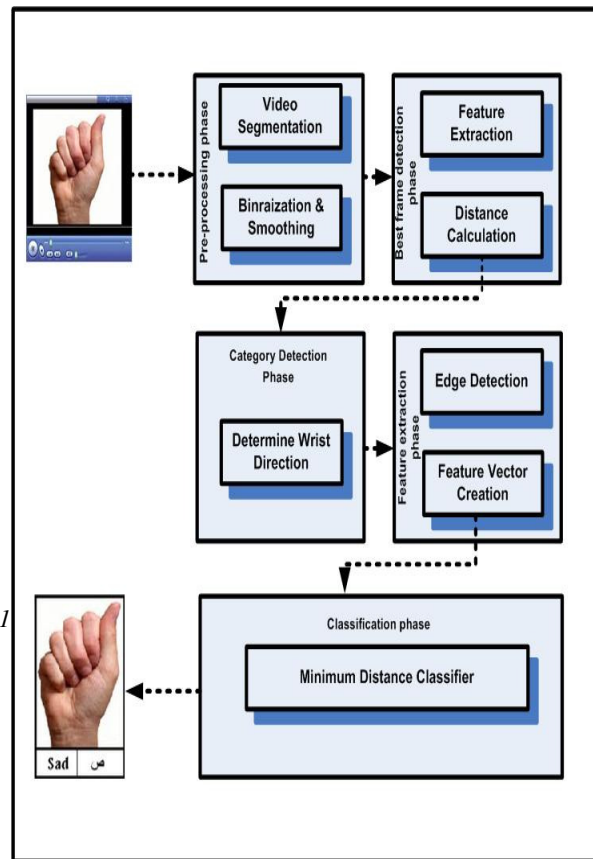 Pre-processing phase
Video
Segmentation
Binraization &
Smoothing
Best frame detection
phase
Feature
Extraction
Distance
Calculation
Category Detection
Phase
Determine Wrist
Direction
Feature extraction
phase
Edge Detection
Feature Vector
Creation
1
Classification phase
Minimum Distance Classifier
Sad
ص